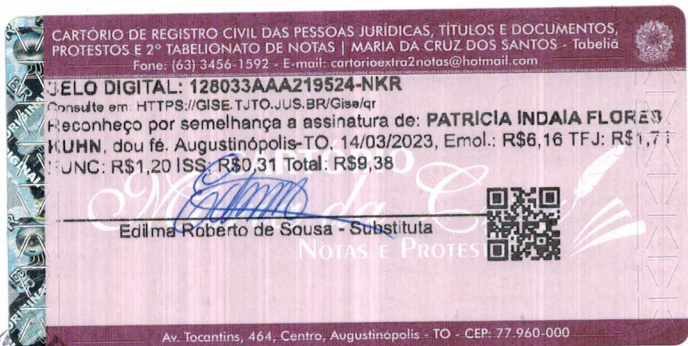 CARTÓRIO DE REGISTRO CIVIL DAS PESSOAS JURÍDICAS, TÍTULOS E DOCUMENTOS,
PROTESTOS E 2º TABELIONATO DE NOTAS | MARIA DA CRUZ DOS SANTOS - Tabeliã
Fone: (63) 3456-1592 - E-mail: cartorioextra2notas@hotmail.com
SELO DIGITAL: 128033AAA219524-NKR
Consulte em: HTTPS://GISE.TJTO.JUS.BR/Gise/qr
Reconheço por semelhança a assinatura de: PATRÍCIA INDAIA FLORES
KUHN, dou fé. Augustinópolis-TO, 14/03/2023, Emol.: R$6,16 TFJ: R$1,71
FUNC: R$1,20 ISS: R$0,31 Total: R$9,38
Edilma Roberto de Sousa - Substituta
NOTAS E PROTEST
Av. Tocantins, 464, Centro, Augustinópolis - TO - CEP: 77.960-000